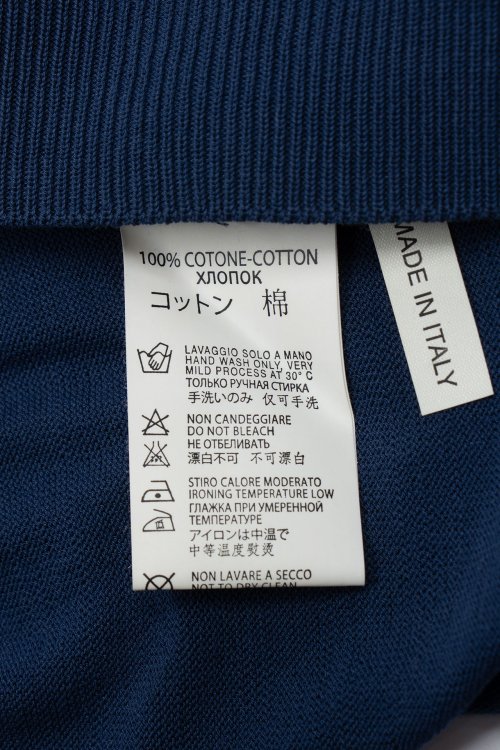 100% COTONE-COTTON
ХЛОПОК
コットン 棉
LAVAGGIO SOLO A MANO
HAND WASH ONLY, VERY
MILD PROCESS AT 30° C
ТОЛЬКО РУЧНАЯ СТИРКА
手洗いのみ 仅可手洗
NON CANDEGGIARE
DO NOT BLEACH
НЕ ОТБЕЛИВАТЬ
漂白不可 不可漂白
STIRO CALORE MODERATO
IRONING TEMPERATURE LOW
ГЛАЖКА ПРИ УМЕРЕННОЙ
ТЕМПЕРАТУРЕ
アイロンは中温で
中等温度熨烫
NON LAVARE A SECCO
NOT TO DRY CLEAN
MADE IN ITALY